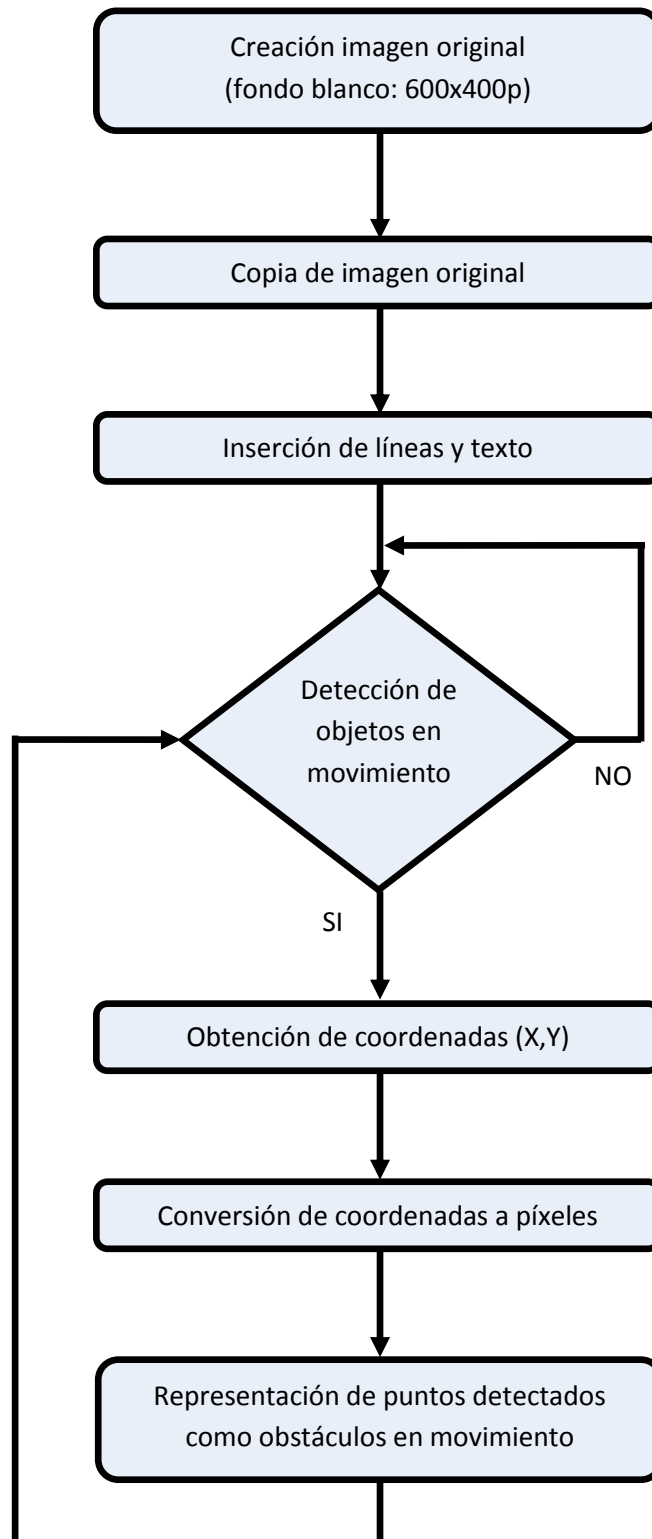 Creación imagen original
(fondo blanco: 600x400p)
Copia de imagen original
Inserción de líneas y texto
Detección de
objetos en
movimiento
NO
SI
Obtención de coordenadas (X,Y)
Conversión de coordenadas a píxeles
Representación de puntos detectados
como obstáculos en movimiento